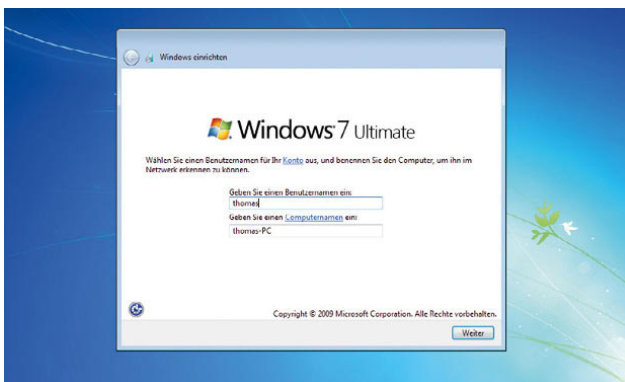 Windows einrichten
Windows 7 Ultimate
Wählen Sie einen Benutzernamen für Ihr Konto aus, und benennen Sie den Computer, um ihn im
Netzwerk erkennen zu können.
Geben Sie einen Benutzernamen ein:
thomas
Geben Sie einen Computernamen ein:
thomas-PC
Copyright © 2009 Microsoft Corporation. Alle Rechte vorbehalten.
Weiter